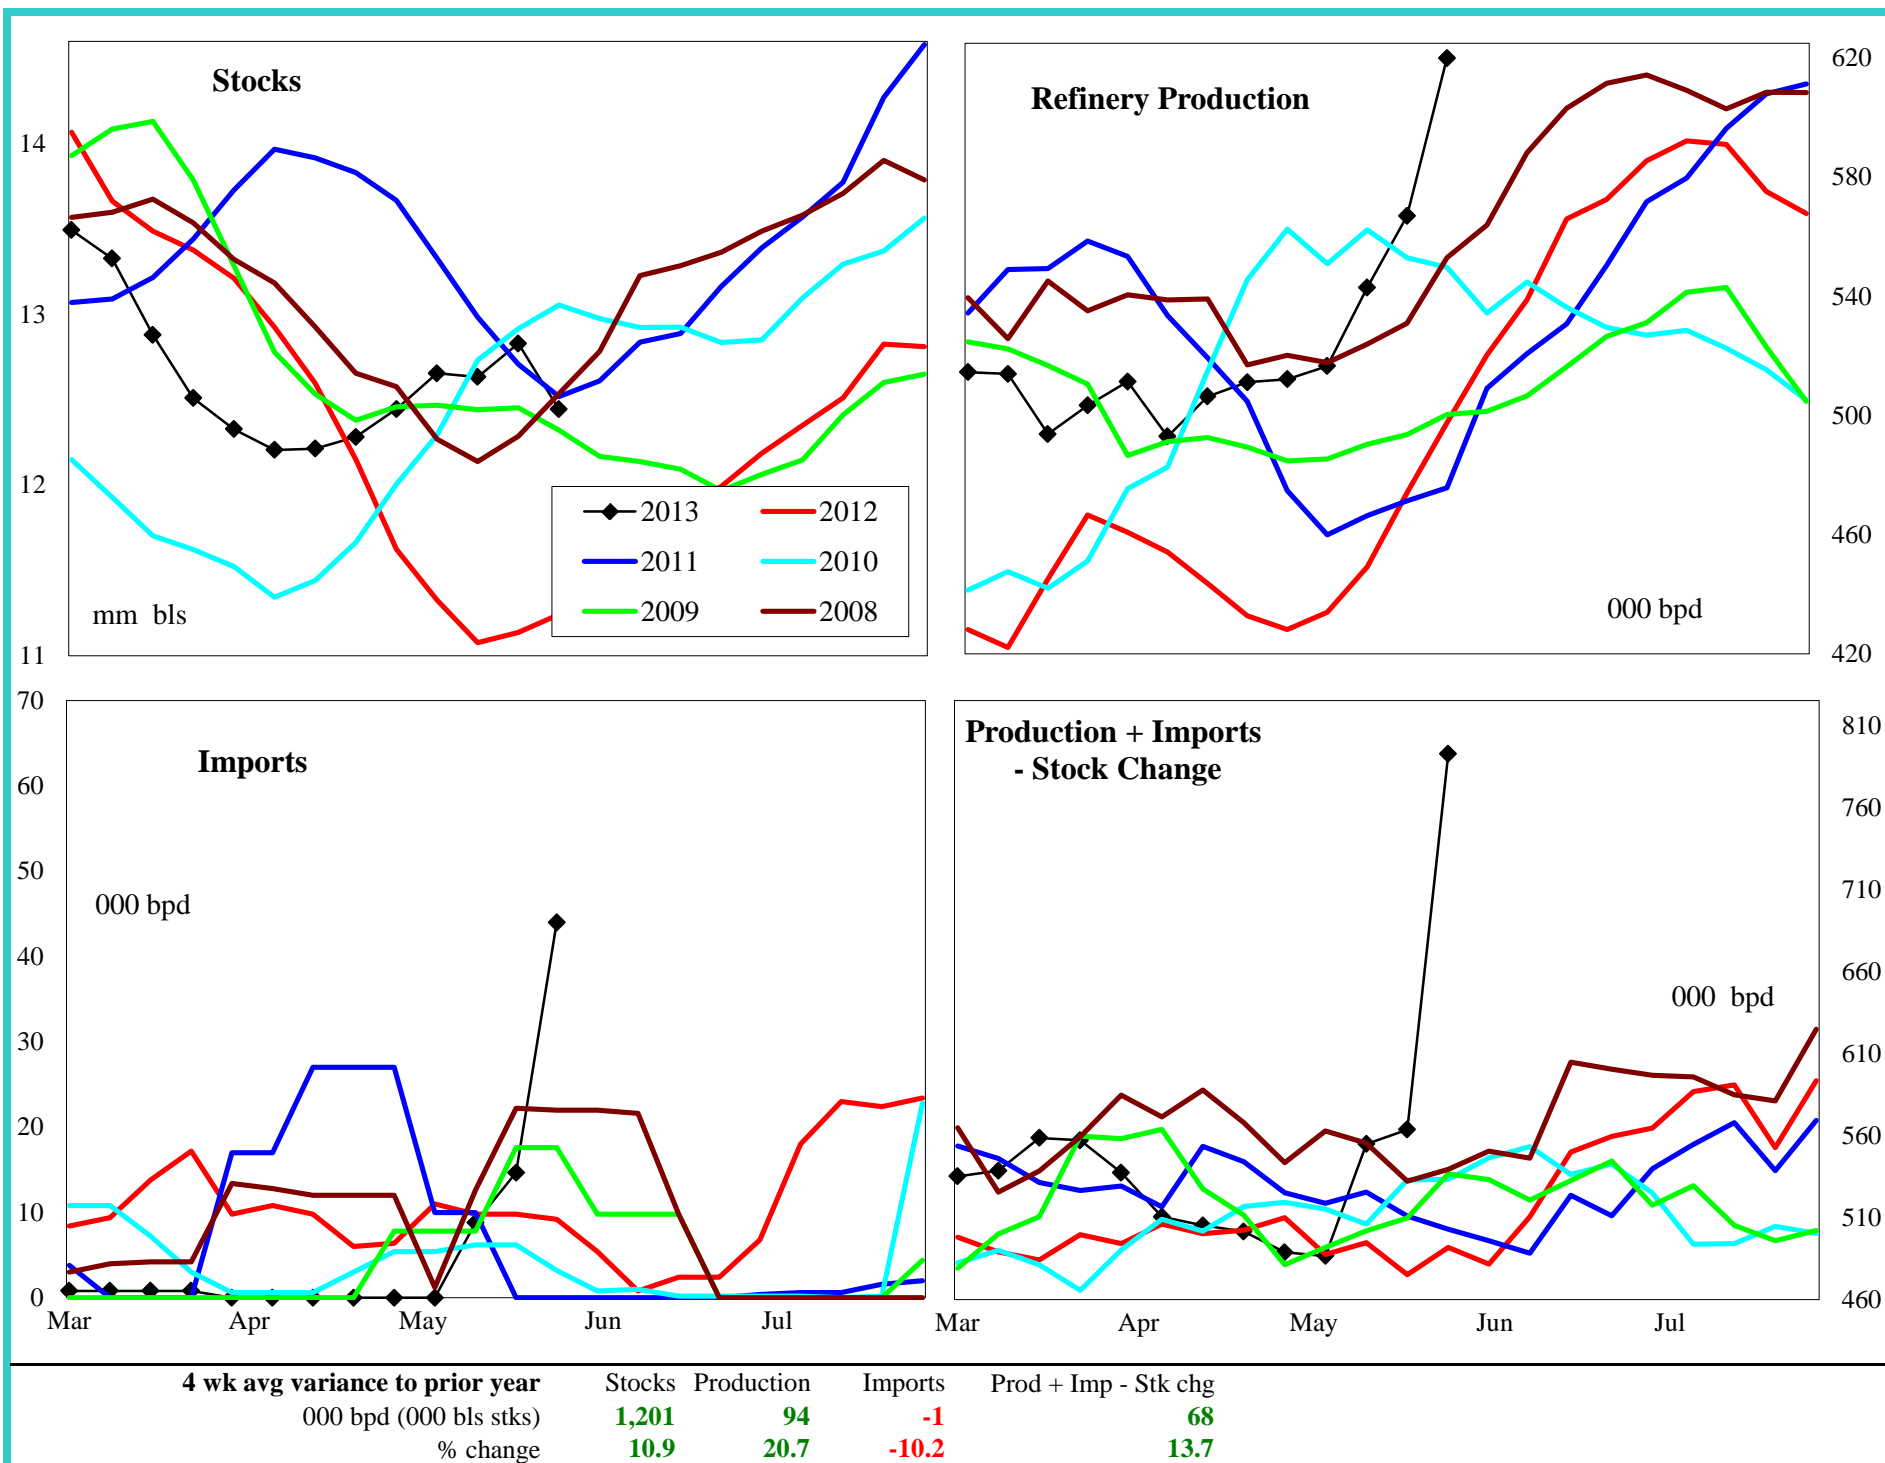 Stocks
14
13
12
11
mm bls
2013 2012
2011 2010
2009 2008
Refinery Production
620
580
540
500
460
420
000 bpd
Imports
70
60
50
40
30
20
10
0
000 bpd
Mar Apr May Jun Jul
Production + Imports
- Stock Change
810
760
710
660
610
560
510
460
000 bpd
Mar Apr May Jun Jul
4 wk avg variance to prior year Stocks Production Imports Prod + Imp - Stk chg
000 bpd (000 bls stks) 1,201 94 -1 68
% change 10.9 20.7 -10.2 13.7